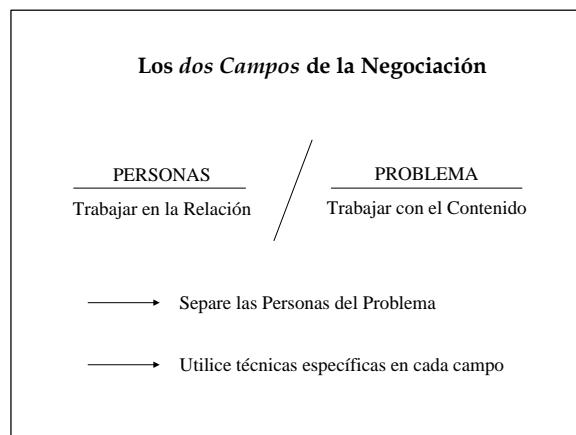 Los dos Campos de la Negociación
PERSONAS
Trabajar en la Relación
PROBLEMA
Trabajar con el Contenido
Separe las Personas del Problema
Utilice técnicas específicas en cada campo